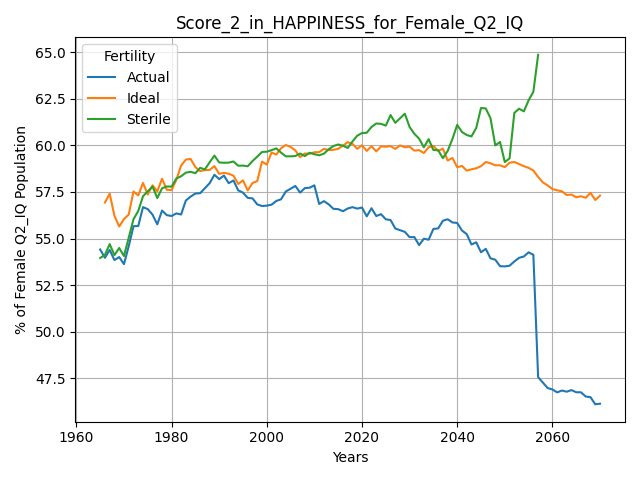 Score_2_in_HAPPINESS_for_Female_Q2_IQ
Fertility
Actual
Ideal
Sterile
% of Female Q2_IQ Population
65.0
62.5
60.0
57.5
55.0
52.5
50.0
47.5
1960
1980
2000
2020
2040
2060
Years